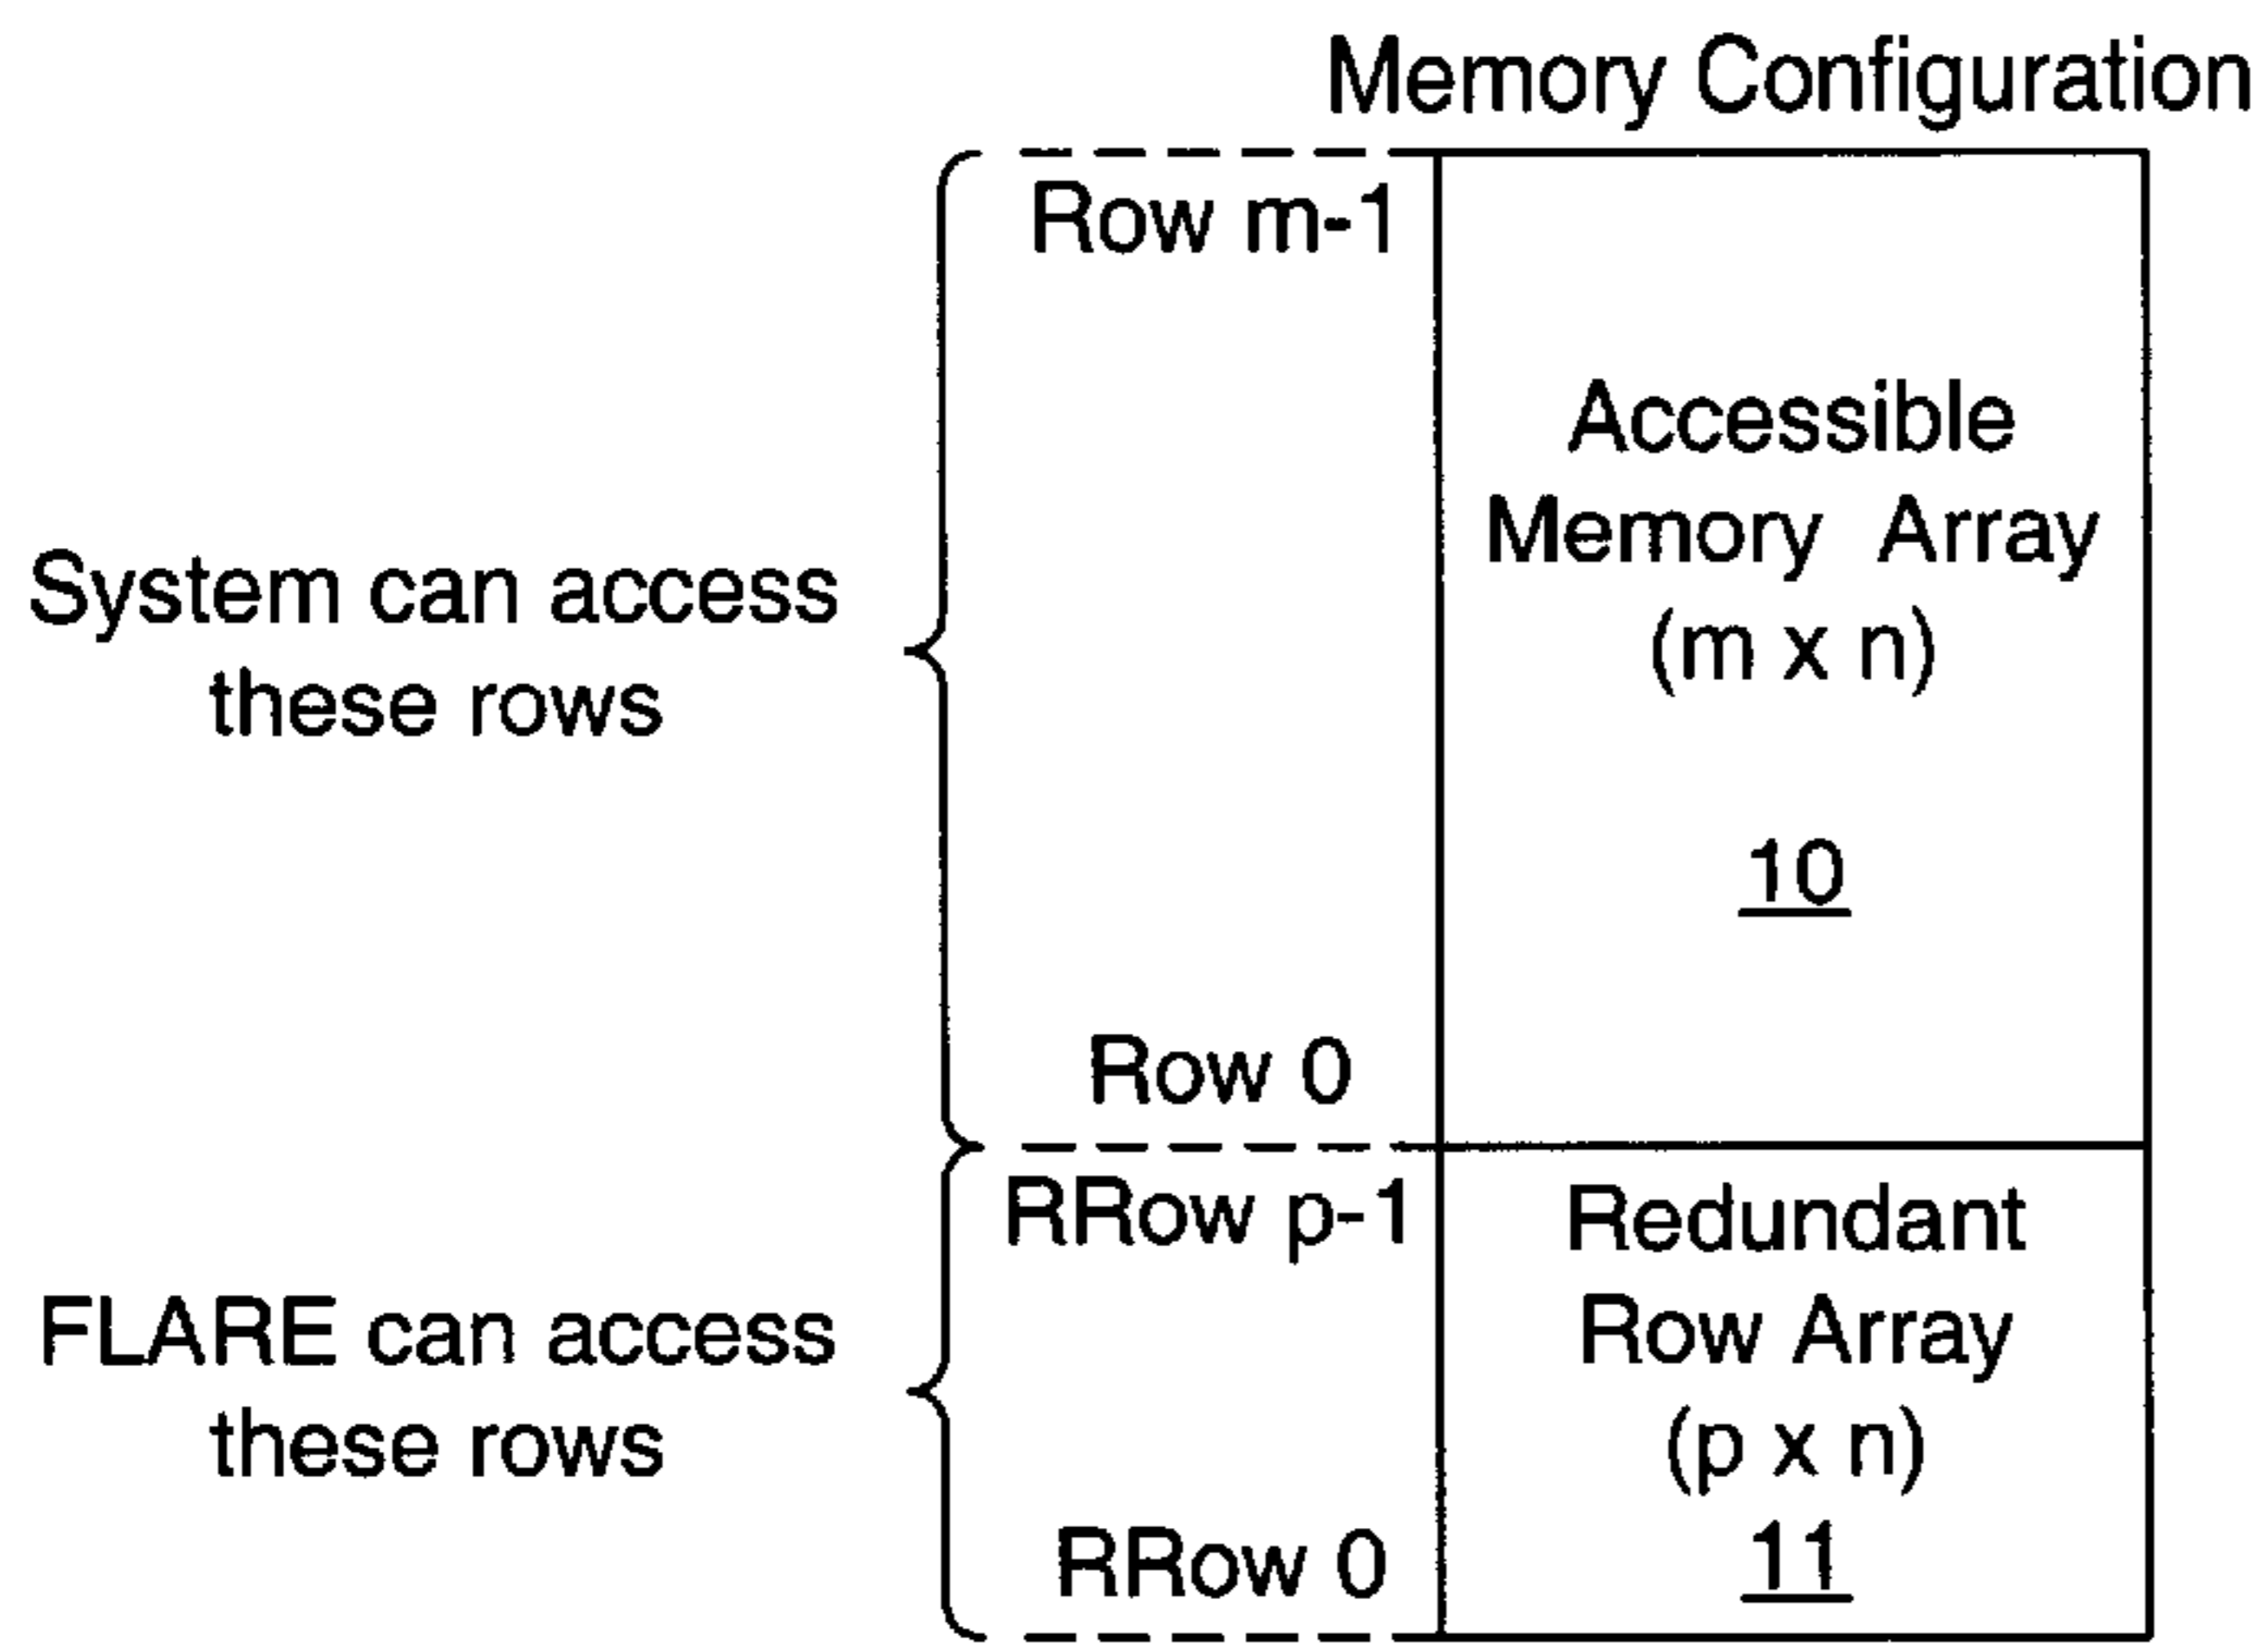 Memory Configuration
Row m-1
Accessible
Memory Array
(m x n)
10
System can access
these rows
Row 0
RRow p-1
Redundant
Row Array
(p x n)
11
FLARE can access
these rows
RRow 0